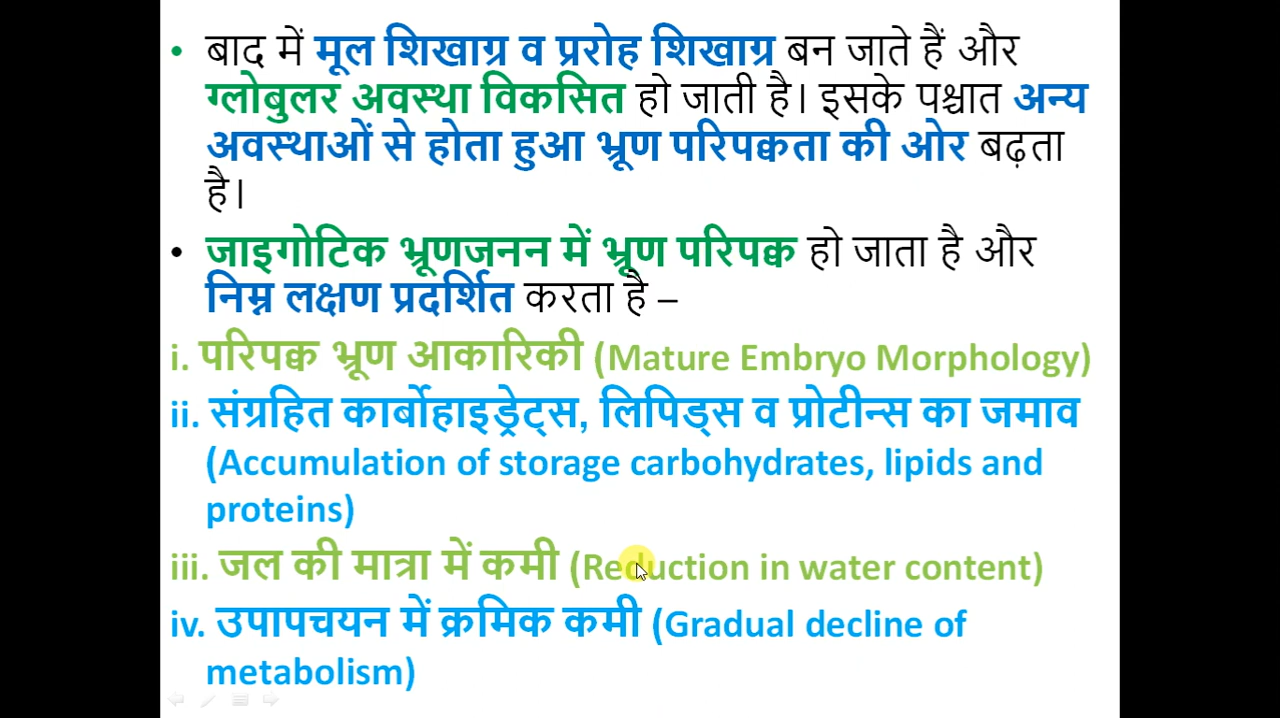 • बाद में मूल शिखाग्र व प्ररोह शिखाग्र बन जाते हैं और
ग्लोबुलर अवस्था विकसित हो जाती है। इसके पश्चात अन्य
अवस्थाओं से होता हुआ भ्रूण परिपक्वता की ओर बढ़ता
है।
• जाइगोटिक भ्रूणजनन में भ्रूण परिपक्व हो जाता है और
निम्न लक्षण प्रदर्शित करता है –
i. परिपक्व भ्रूण आकारिकी (Mature Embryo Morphology)
ii. संग्रहित कार्बोहाइड्रेट्स, लिपिड्स व प्रोटीन्स का जमाव
(Accumulation of storage carbohydrates, lipids and
proteins)
iii. जल की मात्रा में कमी (Reduction in water content)
iv. उपापचयन में क्रमिक कमी (Gradual decline of
metabolism)